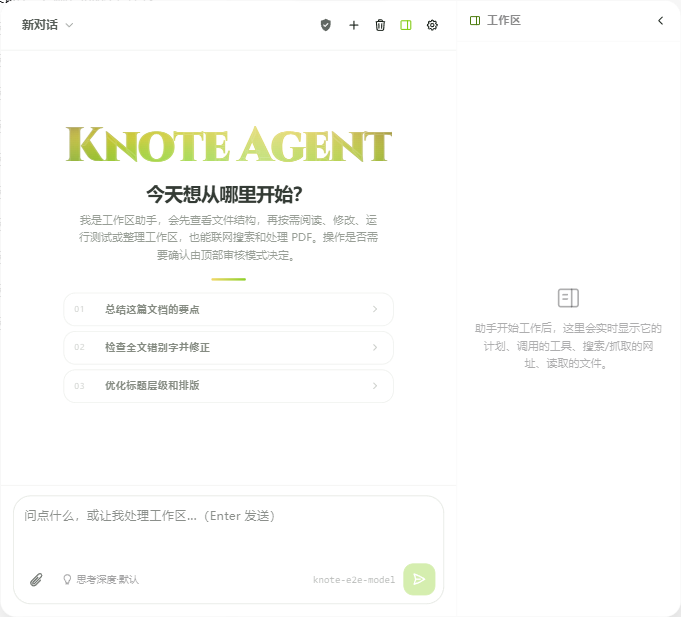 新对话
工作区
KNOTE AGENT
今天想从哪里开始?
我是工作区助手，会先查看文件结构，再按需阅读、修改、运
行测试或整理工作区，也能联网搜索和处理 PDF。操作是否需
要确认由顶部审核模式决定。
01 总结这篇文档的要点
02 检查全文错别字并修正
03 优化标题层级和排版
助手开始工作后，这里会实时显示它的
计划、调用的工具、搜索/抓取的网
址、读取的文件。
问点什么，或让我处理工作区...（Enter 发送）
思考深度·默认
knote-e2e-model